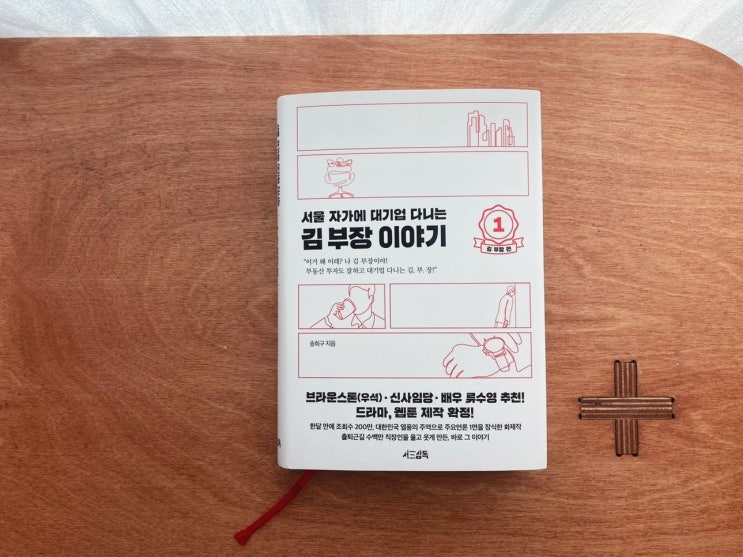 서울 자가에 대기업 다니는
김 부장 이야기
1
김 부장 편
"이거 왜 이래? 나 김 부장이야!
부동산 투자도 잘하고 대기업 다니는 김. 부. 장!"
송희구 지음
브라운스톤(우석)·신사임당·배우 류수영 추천!
드라마, 웹툰 제작 확정!
한달 만에 조회수 200만, 대한민국 열풍의 주역으로 주요언론 1면을 장식한 화제작
출퇴근길 수백만 직장인을 울고 웃게 만든, 바로 그 이야기
서삼독